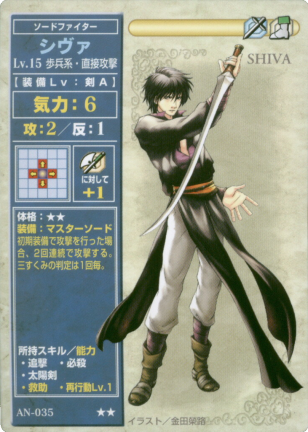 ソードファイター
シヴァ
Lv.15 歩兵系・直接攻撃
【装備Lv：剣A】
気力：6
攻：2／反：1
に対して
+1
体格：★★
装備：マスターソード
初期装備で攻撃を行った場
合、2回連続で攻撃する。
三すくみの判定は1回毎。
所持スキル／能力
・追撃 ・必殺
・太陽剣
・救助 ・再行動Lv.1
AN-035 ★★
SHIVA
イラスト／金田榮路